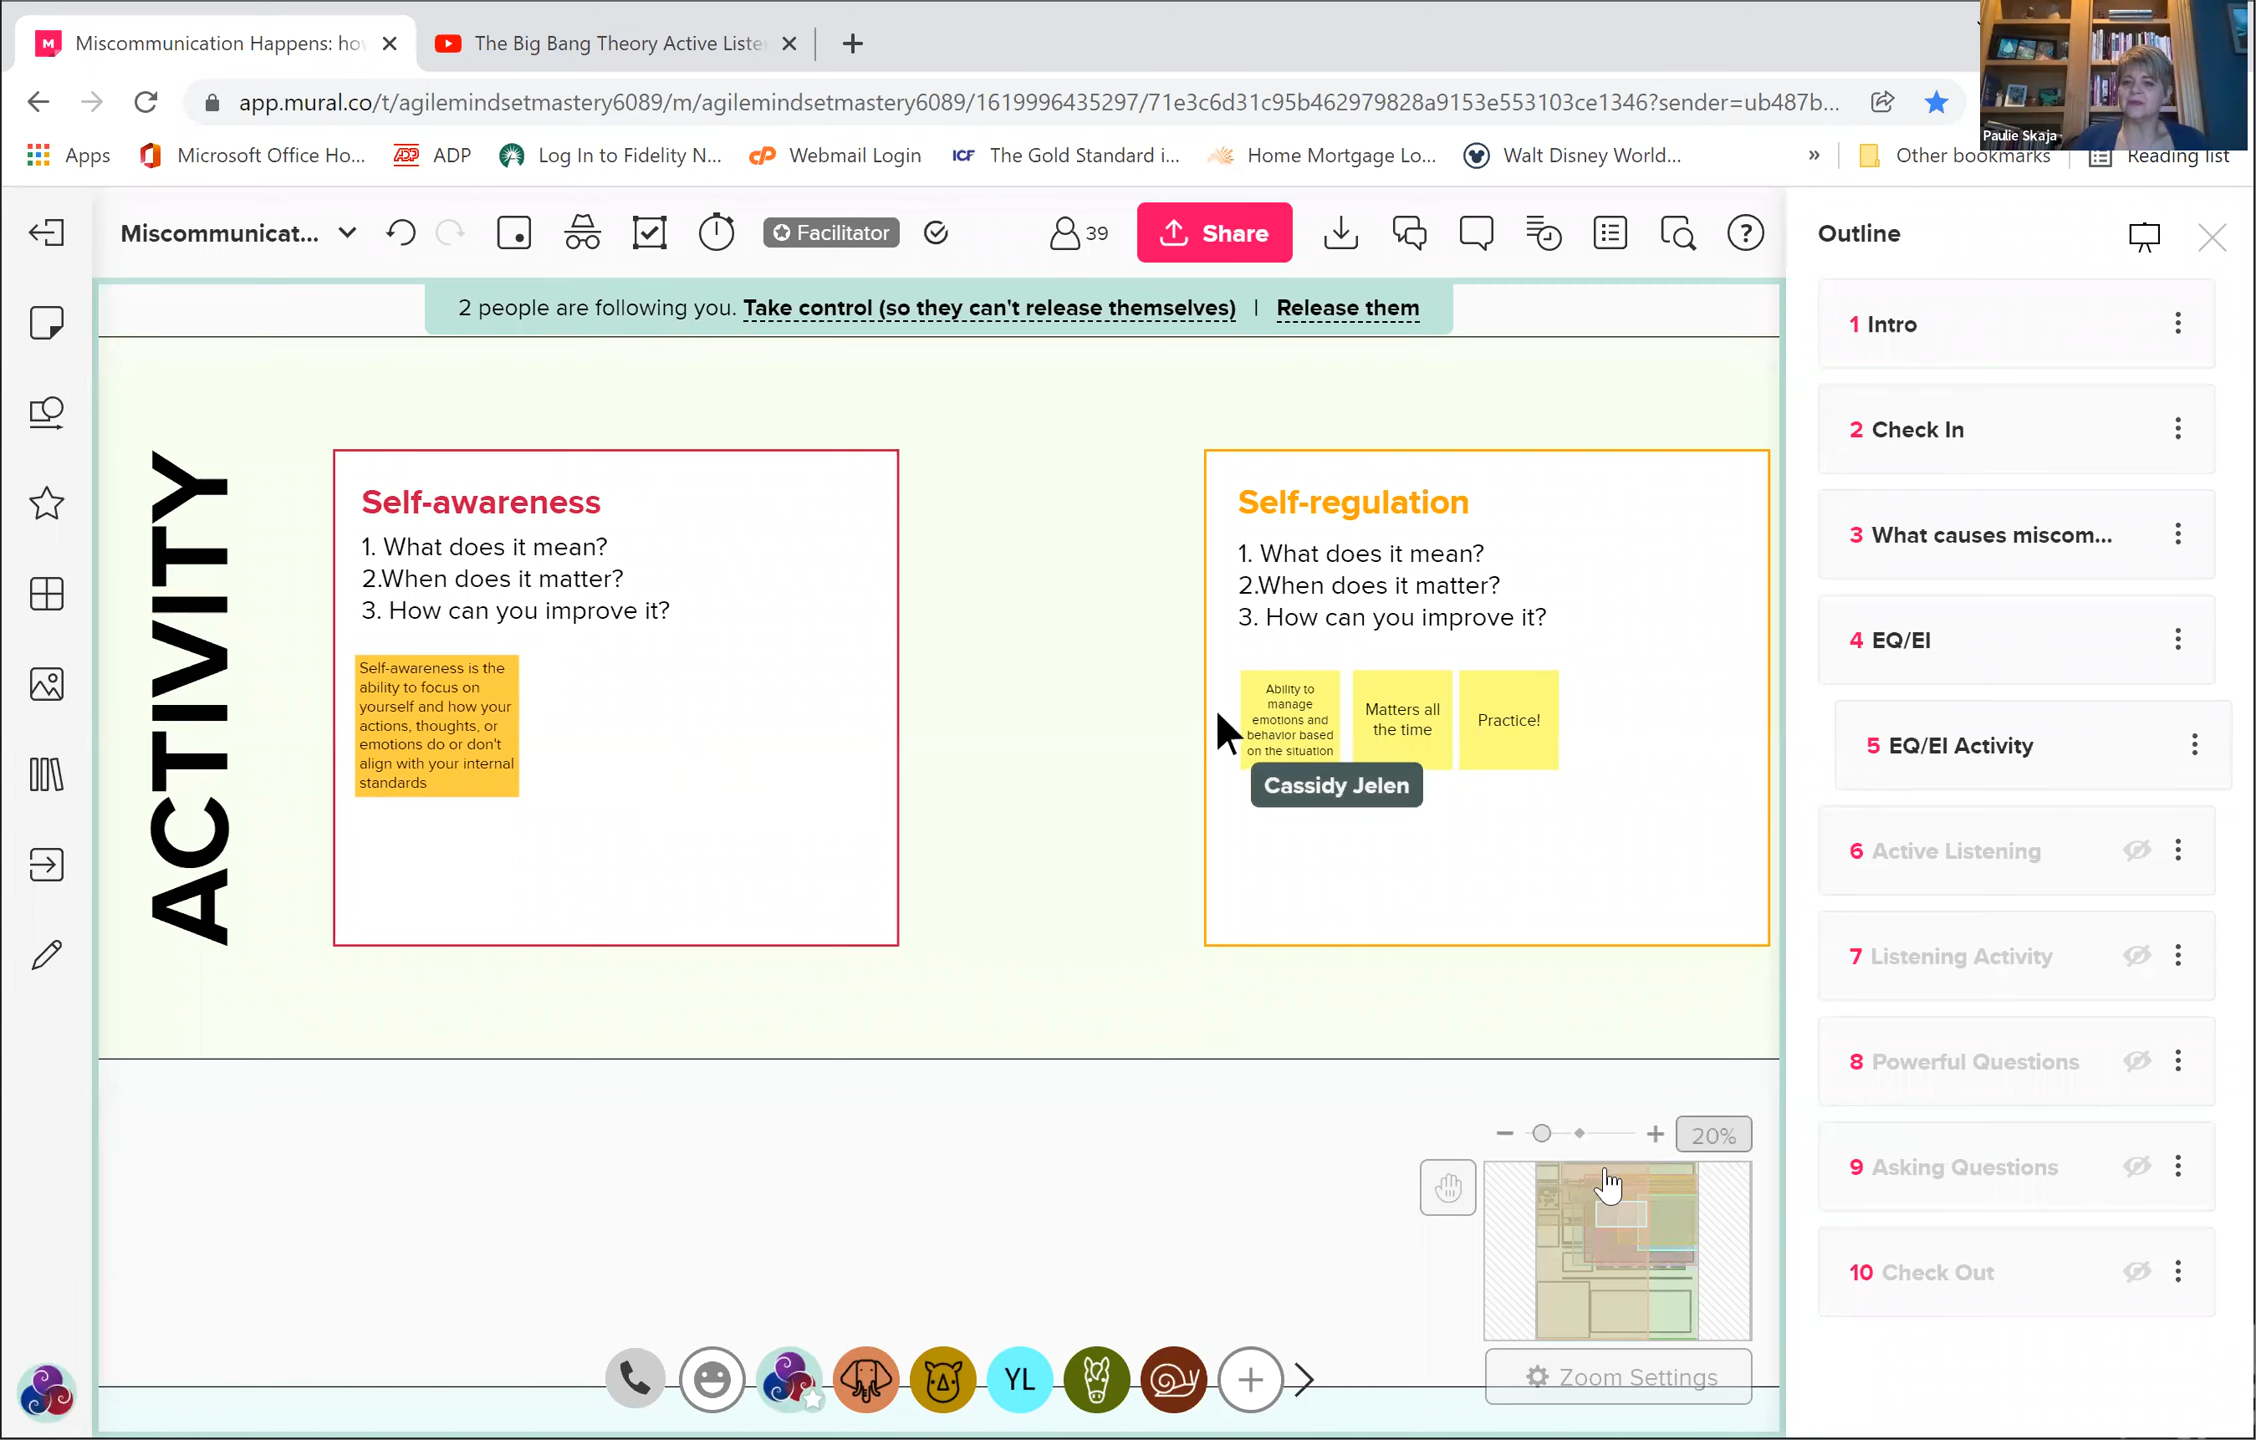 Miscommunication Happens: how
The Big Bang Theory Active Liste
app.mural.co/t/agilemindsetmastery6089/m/agilemindsetmastery6089/1619996435297/71e3c6d31c95b462979828a9153e553103ce1346?sender=ub487b...
Paulie Skaja
Apps
Microsoft Office Ho...
ADP
Log In to Fidelity N...
Webmail Login
ICF The Gold Standard i...
Home Mortgage Lo...
Walt Disney World...
»
Other bookmarks
Reading list
Miscommunicat...
Facilitator
39
Share
2 people are following you. Take control (so they can't release themselves) | Release them
ACTIVITY
Self-awareness
1. What does it mean?
2.When does it matter?
3. How can you improve it?
Self-awareness is the
ability to focus on
yourself and how your
actions, thoughts, or
emotions do or don't
align with your internal
standards
Self-regulation
1. What does it mean?
2.When does it matter?
3. How can you improve it?
Ability to
manage
emotions and
behavior based
on the situation
Matters all
the time
Practice!
Cassidy Jelen
20%
Zoom Settings
YL
Outline
1 Intro
2 Check In
3 What causes miscom...
4 EQ/EI
5 EQ/EI Activity
6 Active Listening
7 Listening Activity
8 Powerful Questions
9 Asking Questions
10 Check Out